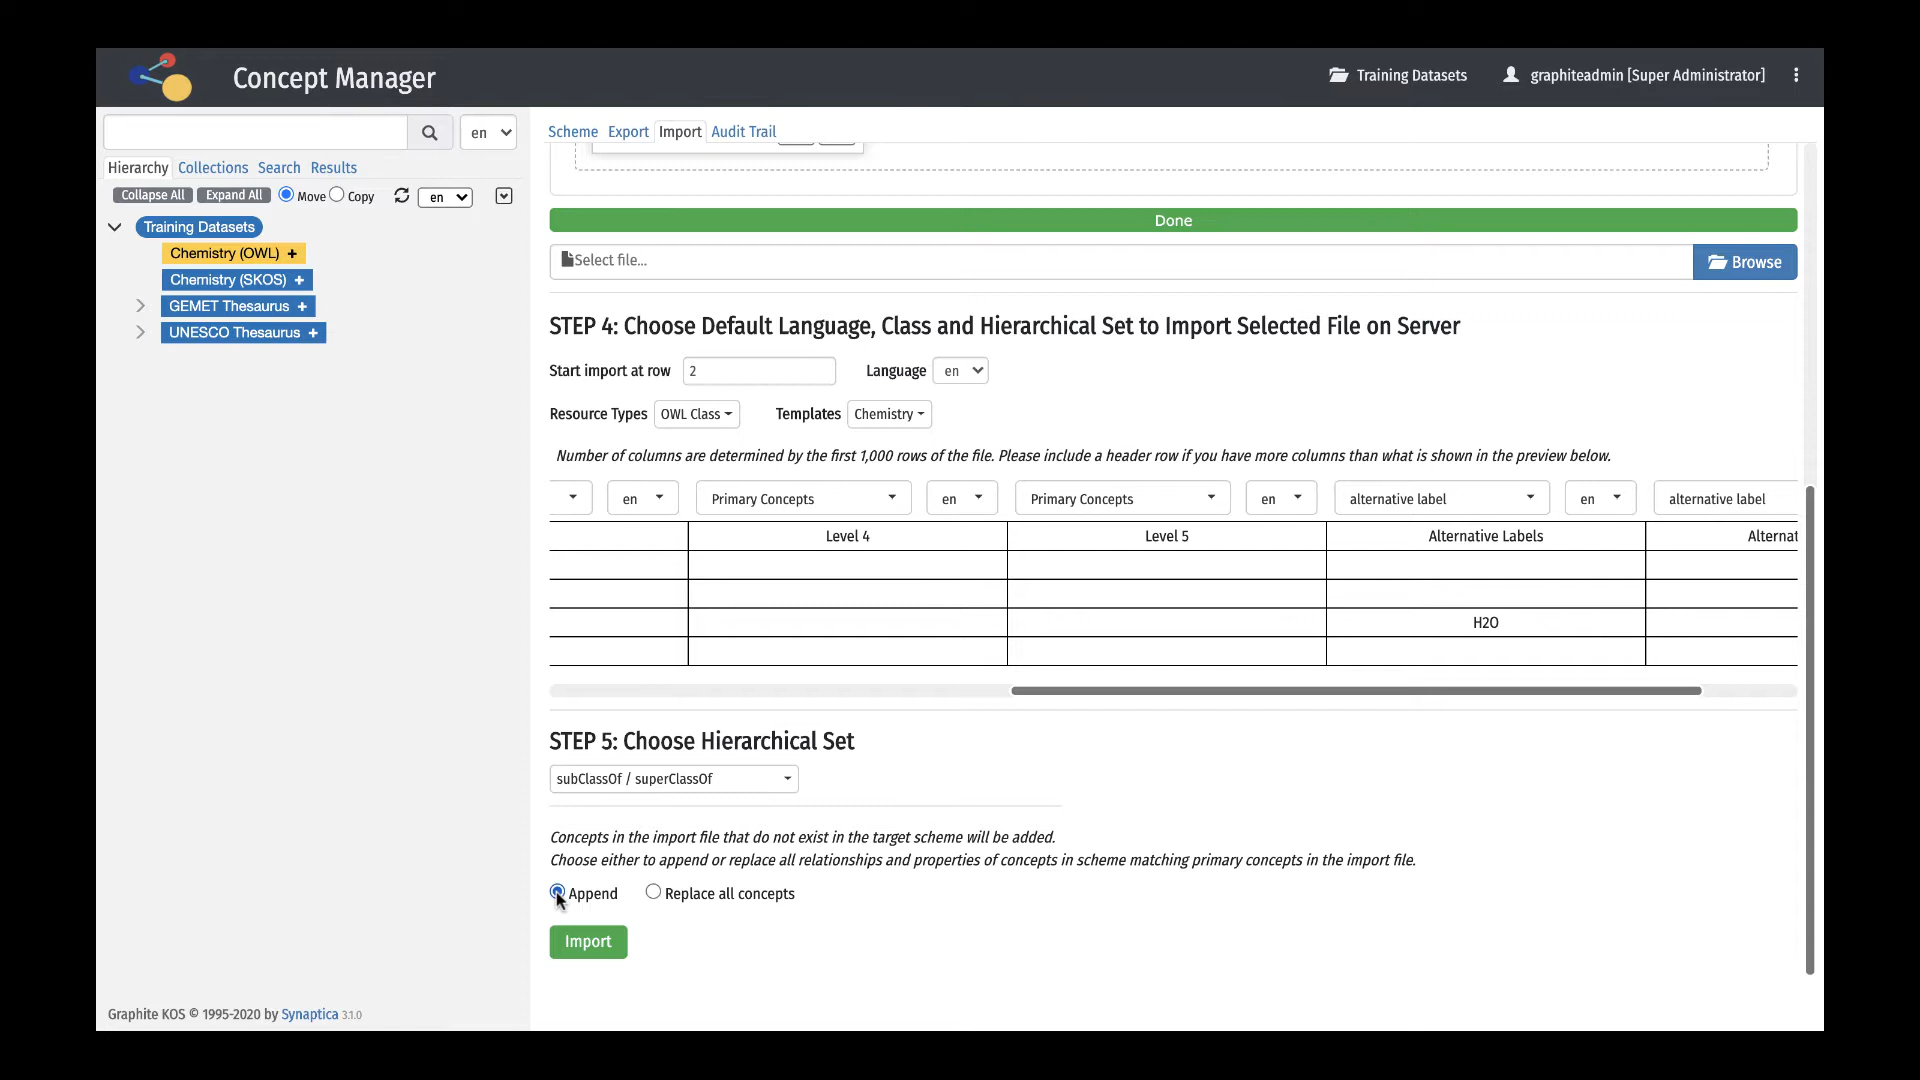 Concept Manager
Training Datasets
graphiteadmin [Super Administrator]
en
Hierarchy Collections Search Results
Collapse All Expand All Move Copy en
Training Datasets
Chemistry (OWL) +
Chemistry (SKOS) +
GEMET Thesaurus +
UNESCO Thesaurus +
Graphite KOS © 1995-2020 by Synaptica 3.1.0
Scheme Export Import Audit Trail
Done
Select file... Browse
STEP 4: Choose Default Language, Class and Hierarchical Set to Import Selected File on Server
Start import at row 2 Language en
Resource Types OWL Class Templates Chemistry
Number of columns are determined by the first 1,000 rows of the file. Please include a header row if you have more columns than what is shown in the preview below.
en Primary Concepts en Primary Concepts en alternative label en alternative label
Level 4 Level 5 Alternative Labels Alternat
H2O
STEP 5: Choose Hierarchical Set
subClassOf / superClassOf
Concepts in the import file that do not exist in the target scheme will be added.
Choose either to append or replace all relationships and properties of concepts in scheme matching primary concepts in the import file.
Append Replace all concepts
Import